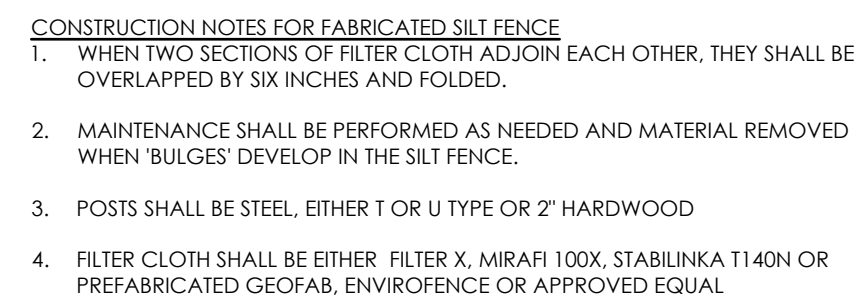 CONSTRUCTION NOTES FOR FABRICATED SILT FENCE
1. WHEN TWO SECTIONS OF FILTER CLOTH ADJOIN EACH OTHER, THEY SHALL BE
OVERLAPPED BY SIX INCHES AND FOLDED.
2. MAINTENANCE SHALL BE PERFORMED AS NEEDED AND MATERIAL REMOVED
WHEN 'BULGES' DEVELOP IN THE SILT FENCE.
3. POSTS SHALL BE STEEL, EITHER T OR U TYPE OR 2" HARDWOOD
4. FILTER CLOTH SHALL BE EITHER FILTER X, MIRAFI 100X, STABILINKA T140N OR
PREFABRICATED GEOFAB, ENVIROFENCE OR APPROVED EQUAL